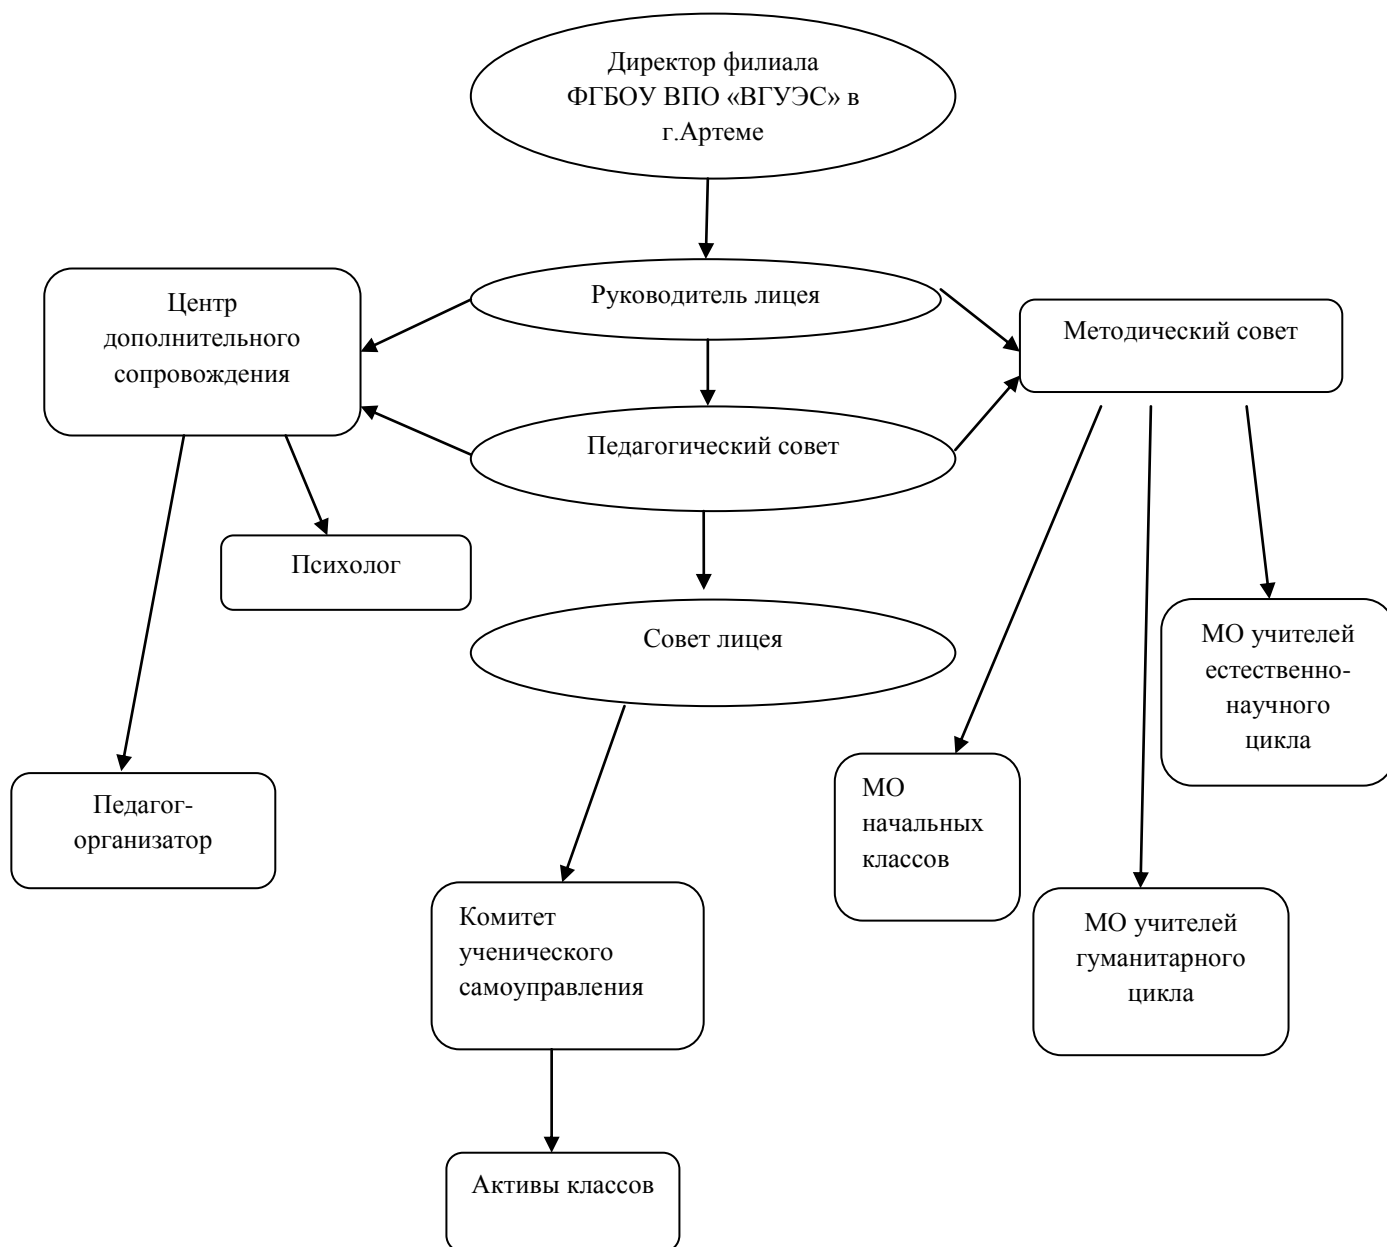 Директор филиала
ФГБОУ ВПО «ВГУЭС» в
г.Артеме
Центр
дополнительного
сопровождения
Руководитель лицея
Методический совет
Педагогический совет
Психолог
Совет лицея
МО учителей
естественно-
научного
цикла
Педагог-
организатор
МО
начальных
классов
Комитет
ученического
самоуправления
МО учителей
гуманитарного
цикла
Активы классов